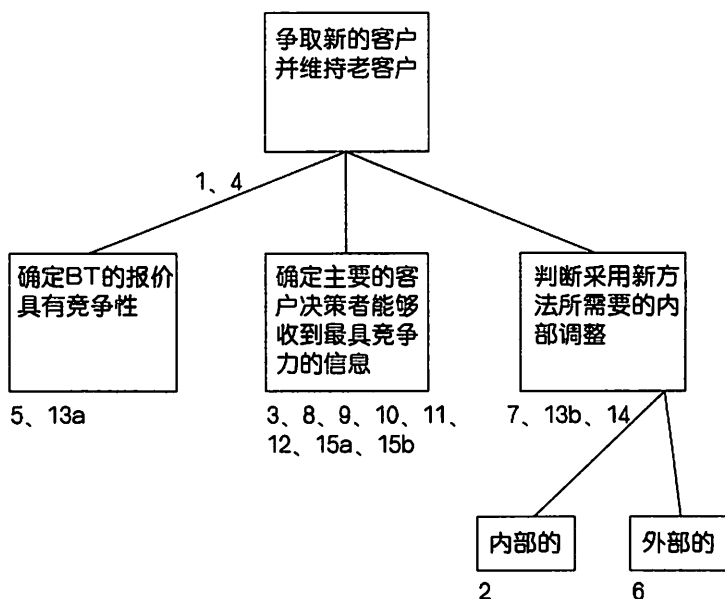 争取新的客户
并维持老客户
1、4
确定BT的报价
具有竞争性
5、13a
确定主要的客
户决策者能够
收到最具竞争
力的信息
3、8、9、10、11、
12、15a、15b
判断采用新方
法所需要的内
部调整
7、13b、14
内部的
2
外部的
6